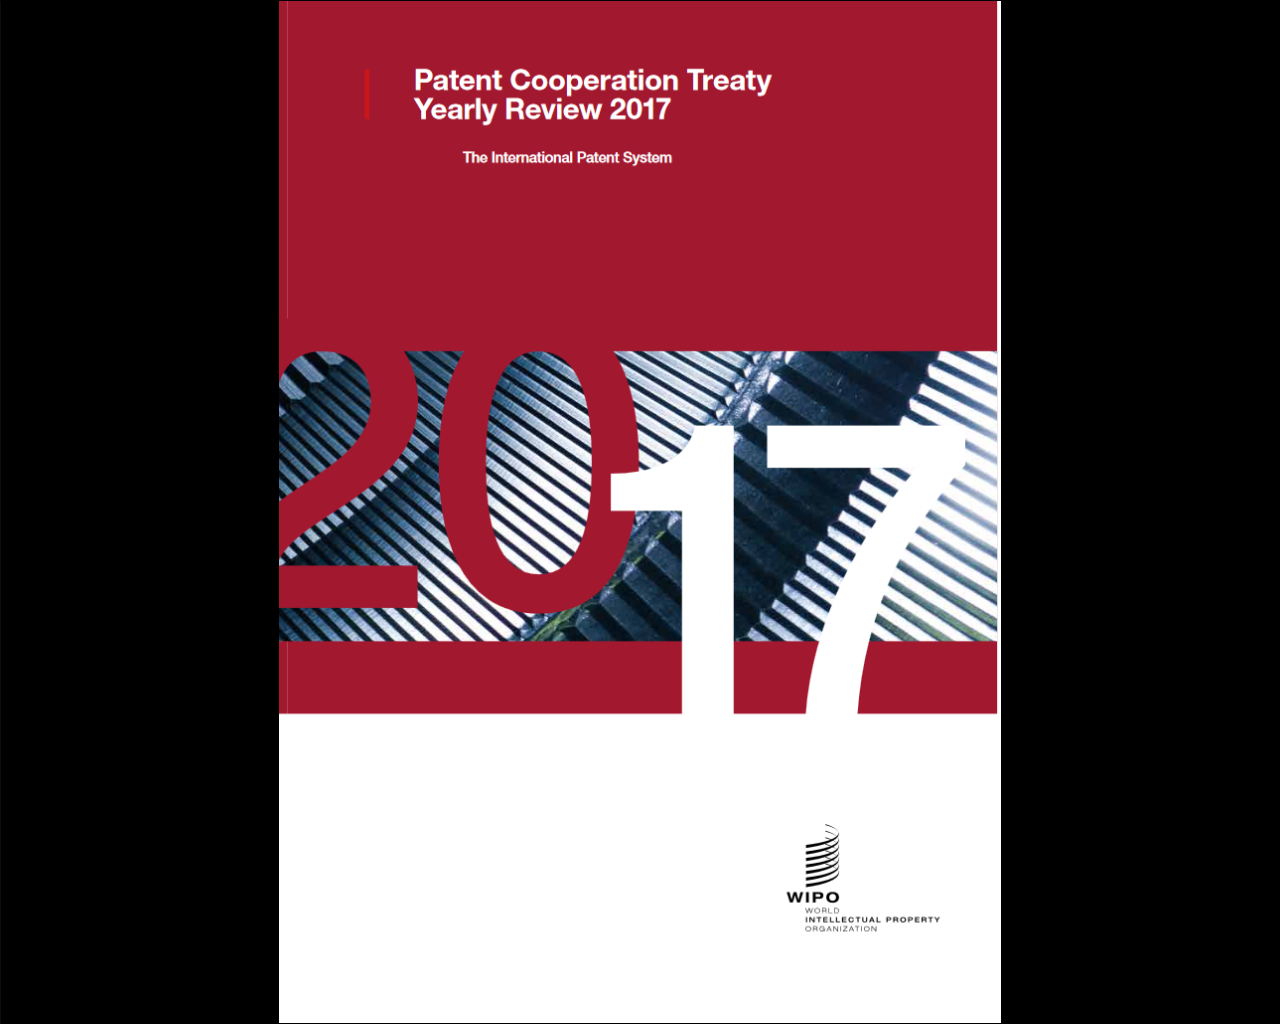 Patent Cooperation Treaty
Yearly Review 2017
The International Patent System
2017
WIPO
WORLD
INTELLECTUAL PROPERTY
ORGANIZATION